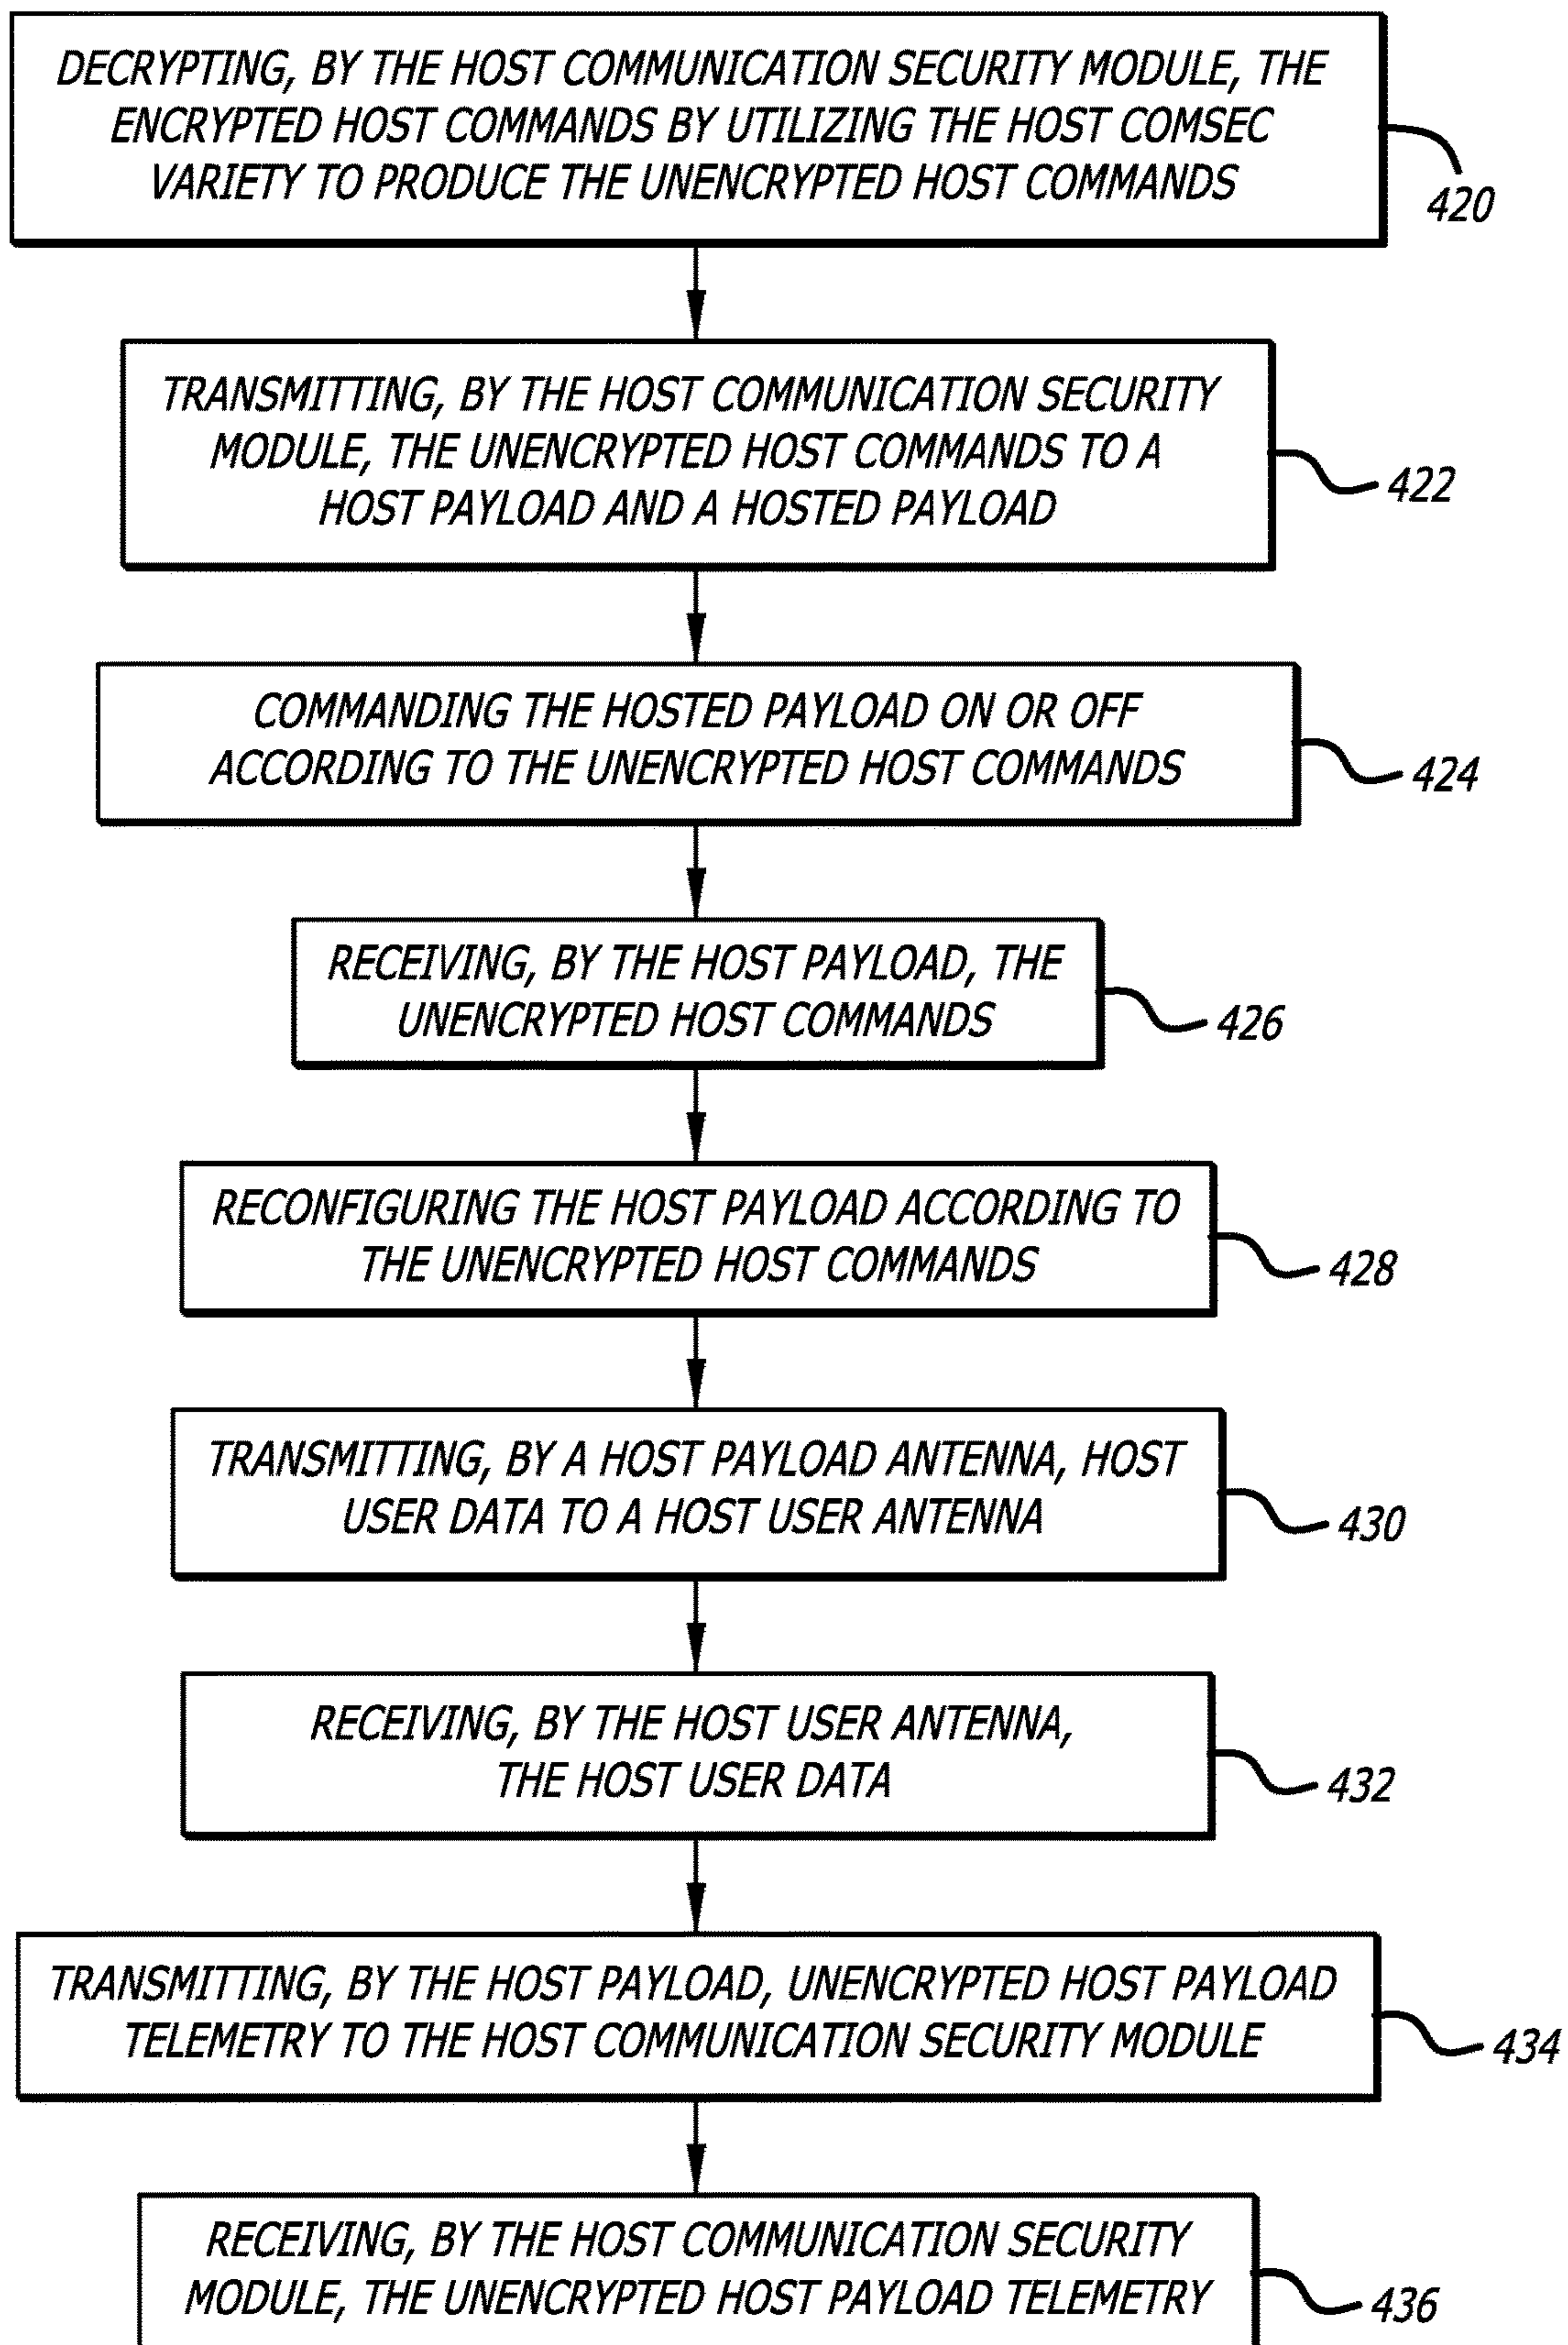 DECRYPTING, BY THE HOST COMMUNICATION SECURITY MODULE, THE
ENCRYPTED HOST COMMANDS BY UTILIZING THE HOST COMSEC
VARIETY TO PRODUCE THE UNENCRYPTED HOST COMMANDS
420
TRANSMITTING, BY THE HOST COMMUNICATION SECURITY
MODULE, THE UNENCRYPTED HOST COMMANDS TO A
HOST PAYLOAD AND A HOSTED PAYLOAD
422
COMMANDING THE HOSTED PAYLOAD ON OR OFF
ACCORDING TO THE UNENCRYPTED HOST COMMANDS
424
RECEIVING, BY THE HOST PAYLOAD, THE
UNENCRYPTED HOST COMMANDS
426
RECONFIGURING THE HOST PAYLOAD ACCORDING TO
THE UNENCRYPTED HOST COMMANDS
428
TRANSMITTING, BY A HOST PAYLOAD ANTENNA, HOST
USER DATA TO A HOST USER ANTENNA
430
RECEIVING, BY THE HOST USER ANTENNA,
THE HOST USER DATA
432
TRANSMITTING, BY THE HOST PAYLOAD, UNENCRYPTED HOST PAYLOAD
TELEMETRY TO THE HOST COMMUNICATION SECURITY MODULE
434
RECEIVING, BY THE HOST COMMUNICATION SECURITY
MODULE, THE UNENCRYPTED HOST PAYLOAD TELEMETRY
436